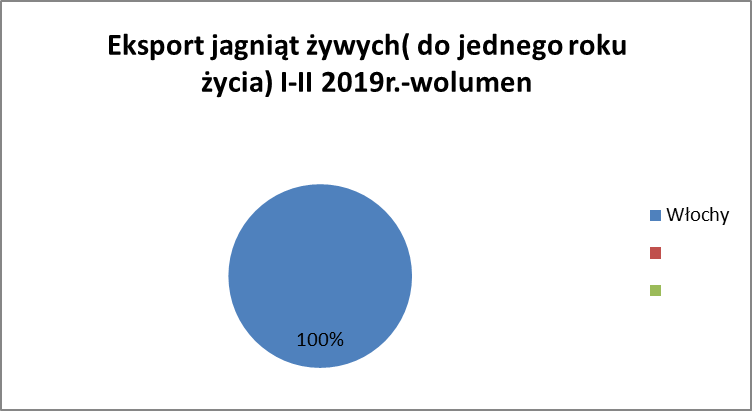 Eksport jagniąt żywych( do jednego roku
życia) I-II 2019r.-wolumen
Włochy
100%